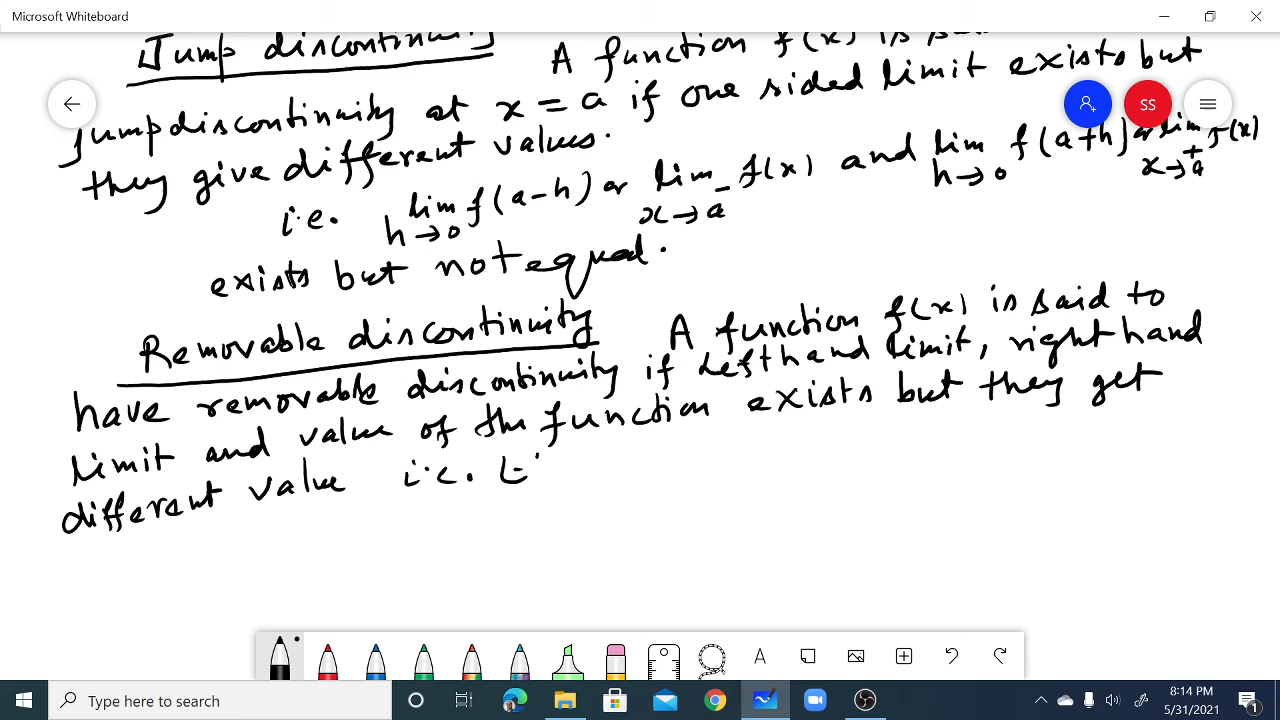 Microsoft Whiteboard
Jump discontinuity A function f(x) is said
Jump discontinuity at x = a if one sided limit exists but
they give different values.
i.e. lim h→0 f(a-h) or lim x→a⁻ f(x) and lim h→0 f(a+h) or lim x→a⁺ f(x)
exists but not equal.
Removable discontinuity A function f(x) is said to
have removable discontinuity if left hand limit, right hand
limit and value of the function exists but they get
different value i.e.
SS
A
Type here to search
8:14 PM
5/31/2021
1